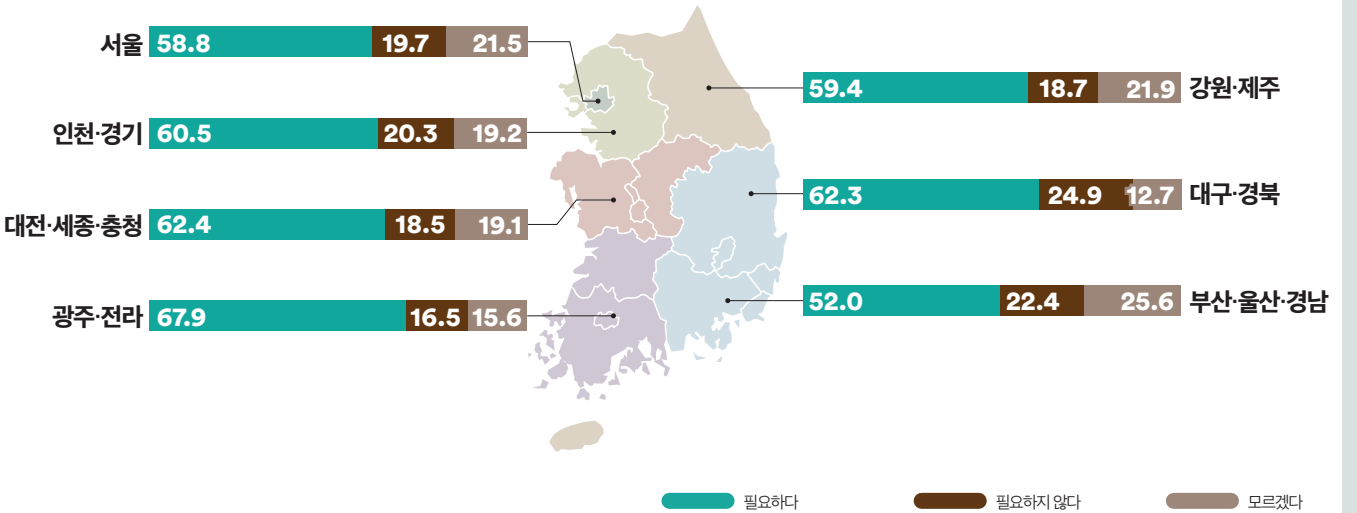 서울 58.8 19.7 21.5
인천·경기 60.5 20.3 19.2
대전·세종·충청 62.4 18.5 19.1
광주·전라 67.9 16.5 15.6
59.4 18.7 21.9 강원·제주
62.3 24.9 12.7 대구·경북
52.0 22.4 25.6 부산·울산·경남
필요하다 필요하지 않다 모르겠다